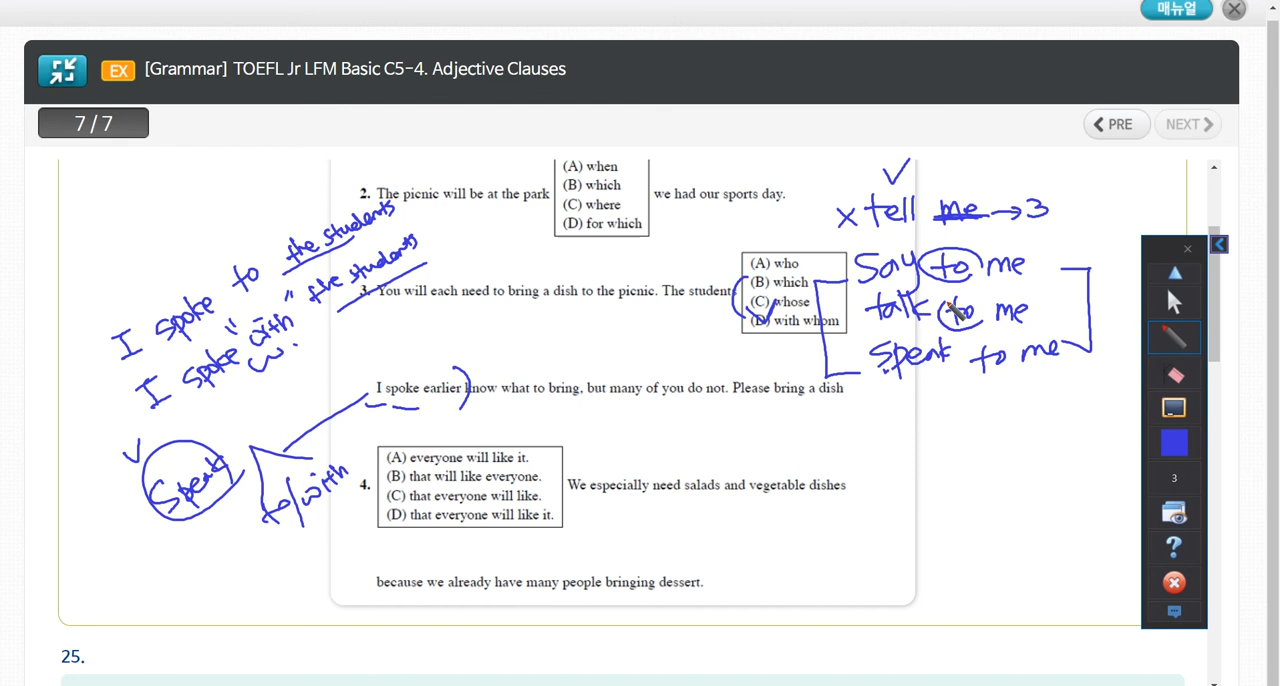 매뉴얼
EX [Grammar] TOEFL Jr LFM Basic C5-4. Adjective Clauses
7 / 7
PRE NEXT
2. The picnic will be at the park
(A) when
(B) which
(C) where
(D) for which
we had our sports day.
3. You will each need to bring a dish to the picnic. The students
(A) who
(B) which
(C) whose
(D) with whom
I spoke earlier know what to bring, but many of you do not. Please bring a dish
4.
(A) everyone will like it.
(B) that will like everyone.
(C) that everyone will like.
(D) that everyone will like it.
We especially need salads and vegetable dishes
because we already have many people bringing dessert.
25.
x tell me → 3
Say to me
talk to me
speak to me
I spoke to the students
I spoke "with" the students
w.
Speak
to/with
3
?